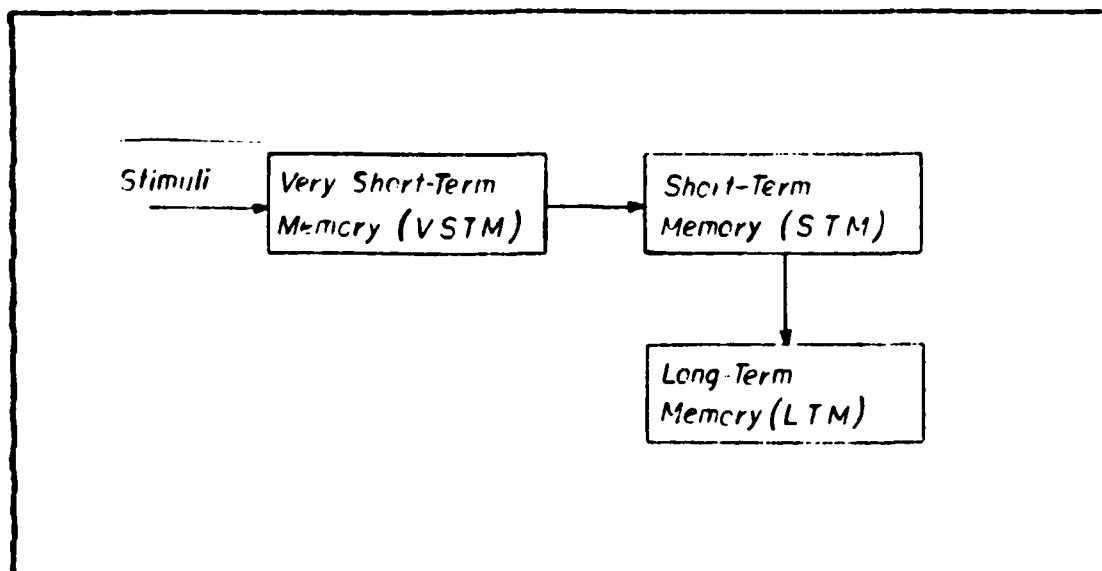 Stimuli
Very Short-Term
Memory (VSTM)
Short-Term
Memory (STM)
Long-Term
Memory (LTM)